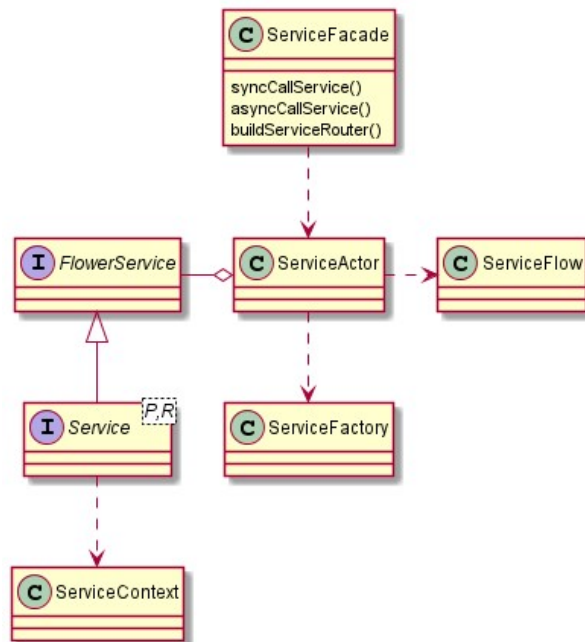 C ServiceFacade
syncCallService()
asyncCallService()
buildServiceRouter()
I FlowerService
C ServiceActor
C ServiceFlow
I Service
P,R
C ServiceFactory
C ServiceContext